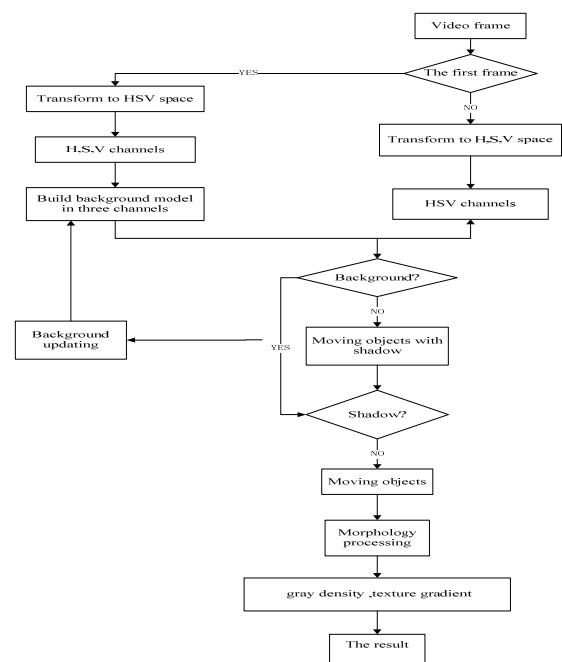 Video frame
The first frame
YES
NO
Transform to HSV space
Transform to H,S,V space
H,S,V channels
Build background model
in three channels
HSV channels
Background?
NO
Background
updating
YES
Moving objects with
shadow
Shadow?
NO
Moving objects
Morphology
processing
gray density ,texture gradient
The result